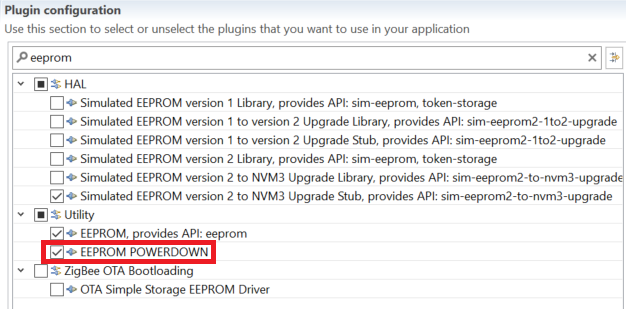 Plugin configuration
Use this section to select or unselect the plugins that you want to use in your application
eeprom
HAL
Simulated EEPROM version 1 Library, provides API: sim-eeprom, token-storage
Simulated EEPROM version 1 to version 2 Upgrade Library, provides API: sim-eeprom2-1to2-upgrade
Simulated EEPROM version 1 to version 2 Upgrade Stub, provides API: sim-eeprom2-1to2-upgrade
Simulated EEPROM version 2 Library, provides API: sim-eeprom, token-storage
Simulated EEPROM version 2 to NVM3 Upgrade Library, provides API: sim-eeprom2-to-nvm3-upgrade
Simulated EEPROM version 2 to NVM3 Upgrade Stub, provides API: sim-eeprom2-to-nvm3-upgrade
Utility
EEPROM, provides API: eeprom
EEPROM POWERDOWN
ZigBee OTA Bootloading
OTA Simple Storage EEPROM Driver